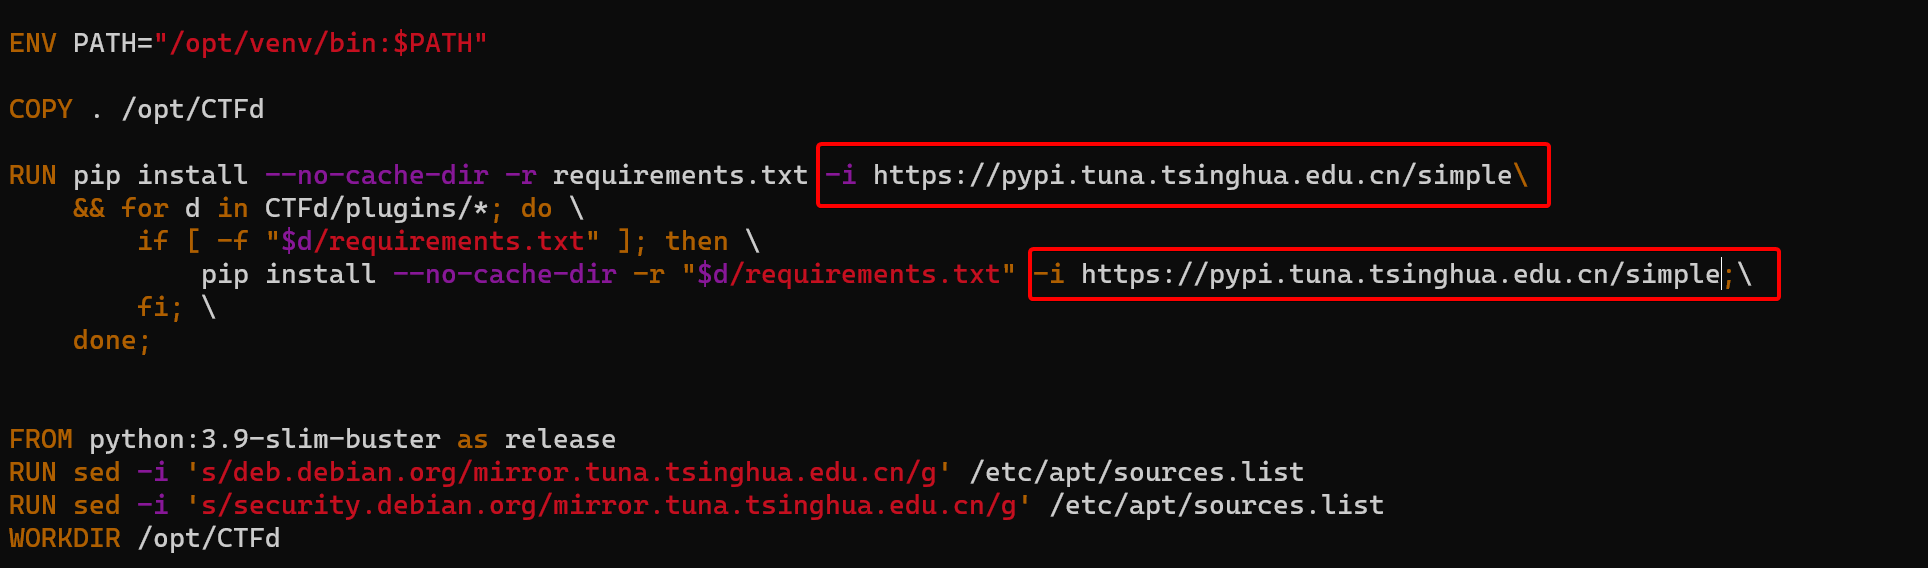 ENV PATH="/opt/venv/bin:$PATH"
COPY . /opt/CTFd
RUN pip install --no-cache-dir -r requirements.txt -i https://pypi.tuna.tsinghua.edu.cn/simple\
&& for d in CTFd/plugins/*; do \
if [ -f "$d/requirements.txt" ]; then \
pip install --no-cache-dir -r "$d/requirements.txt" -i https://pypi.tuna.tsinghua.edu.cn/simple;\
fi; \
done;
FROM python:3.9-slim-buster as release
RUN sed -i 's/deb.debian.org/mirror.tuna.tsinghua.edu.cn/g' /etc/apt/sources.list
RUN sed -i 's/security.debian.org/mirror.tuna.tsinghua.edu.cn/g' /etc/apt/sources.list
WORKDIR /opt/CTFd